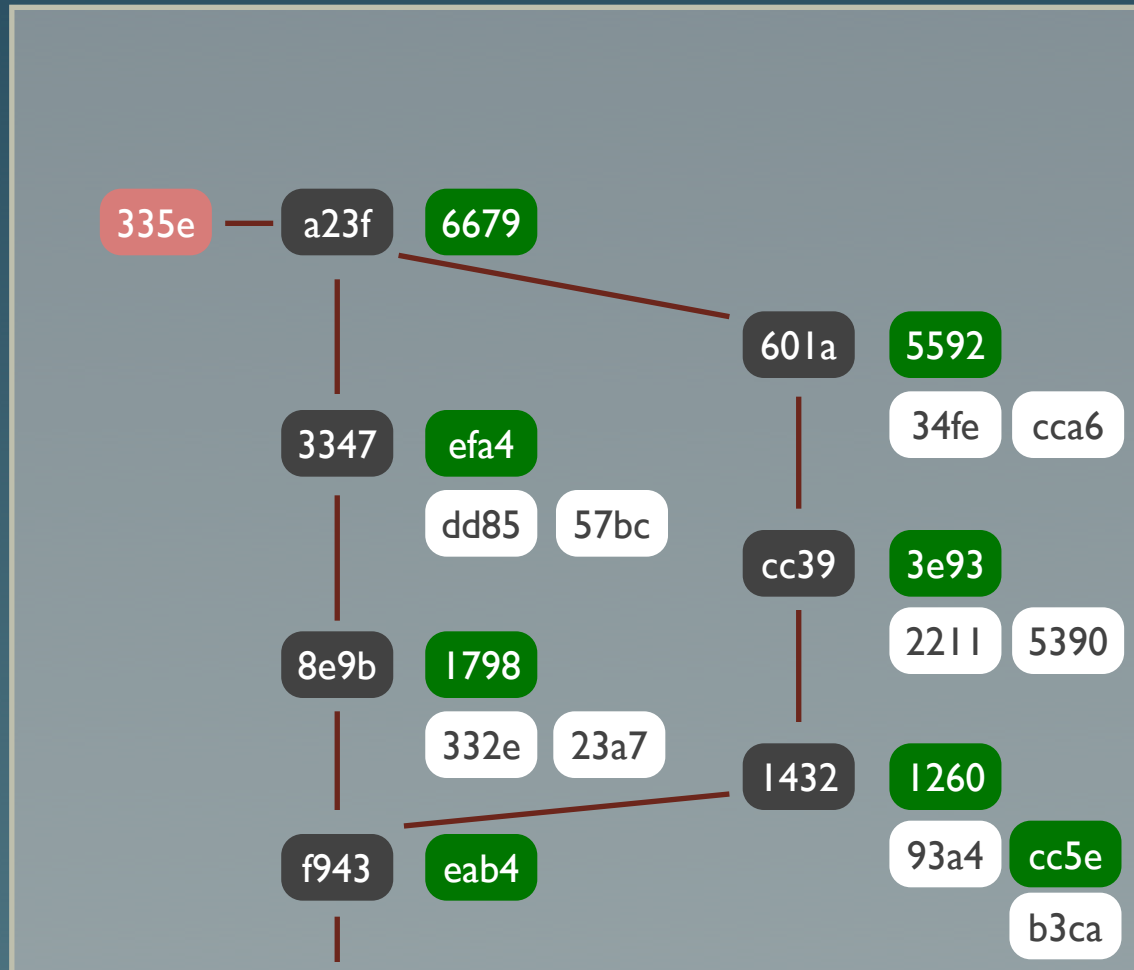 335e a23f 6679
601a 5592
34fe cca6
3347 efa4
dd85 57bc
cc39 3e93
2211 5390
8e9b 1798
332e 23a7
1432 1260
93a4 cc5e
f943 eab4
b3ca